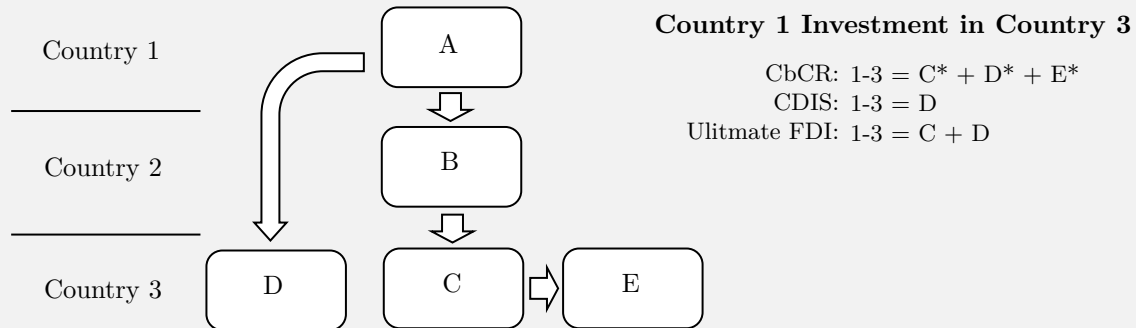 Country 1 Investment in Country 3
CbCR: 1-3 = C* + D* + E*
CDIS: 1-3 = D
Ulitmate FDI: 1-3 = C + D
Country 1
A
Country 2
B
Country 3
D
C
E